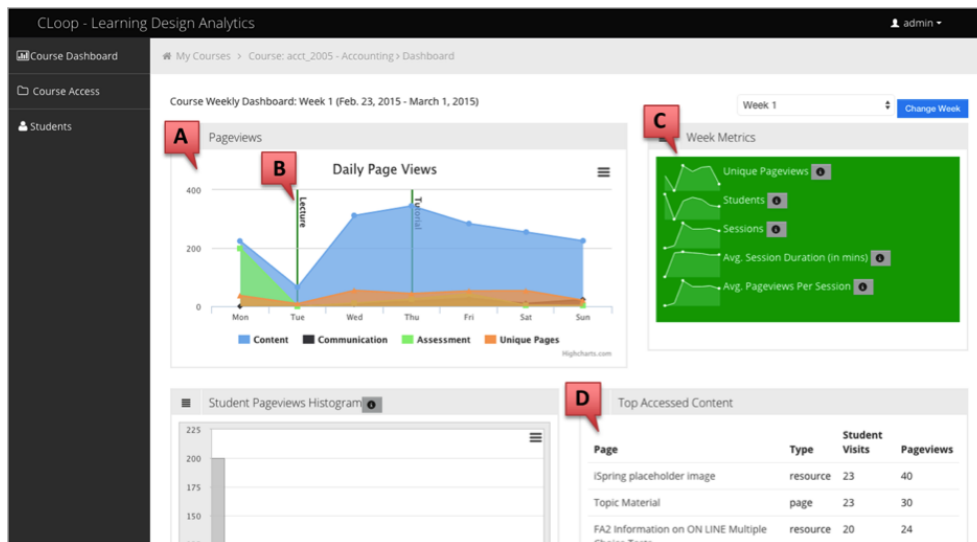 CLoop - Learning Design Analytics
admin
Course Dashboard
My Courses > Course: acct_2005 - Accounting > Dashboard
Course Access
Students
Course Weekly Dashboard: Week 1 (Feb. 23, 2015 - March 1, 2015)
Week 1
Change Week
A
Pageviews
C
Week Metrics
B
Daily Page Views
400
200
0
Lecture
Tutorial
Mon Tue Wed Thu Fri Sat Sun
Content Communication Assessment Unique Pages
Highcharts.com
Unique Pageviews
Students
Sessions
Avg. Session Duration (in mins)
Avg. Pageviews Per Session
Student Pageviews Histogram
225
200
175
150
D
Top Accessed Content
Page Type Student Visits Pageviews
iSpring placeholder image resource 23 40
Topic Material page 23 30
FA2 Information on ON LINE Multiple resource 20 24